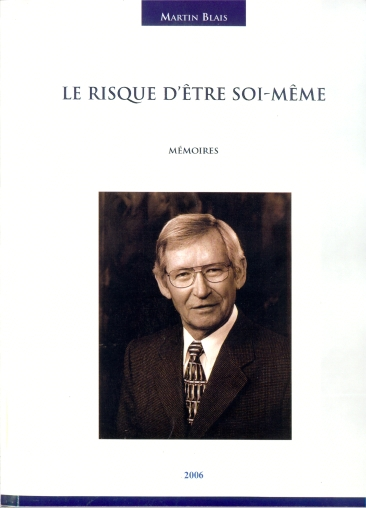 MARTIN BLAIS
LE RISQUE D'ÊTRE SOI-MÊME
MÉMOIRES
2006